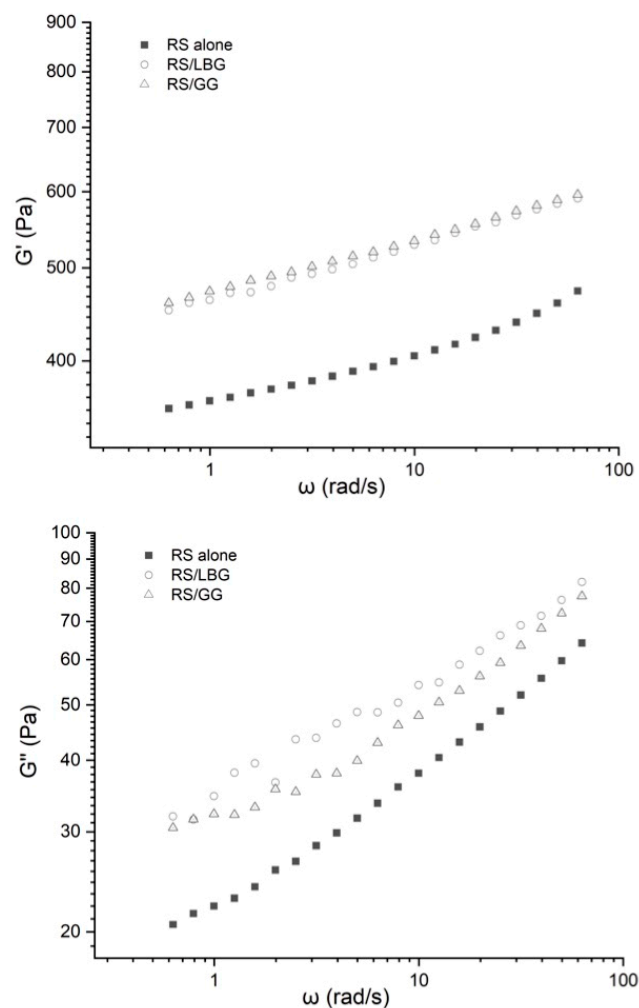 900
800
700
600
500
400
G' (Pa)
RS alone
RS/LBG
RS/GG
1
10
100
ω (rad/s)
100
90
80
70
60
50
40
30
20
G'' (Pa)
RS alone
RS/LBG
RS/GG
1
10
100
ω (rad/s)